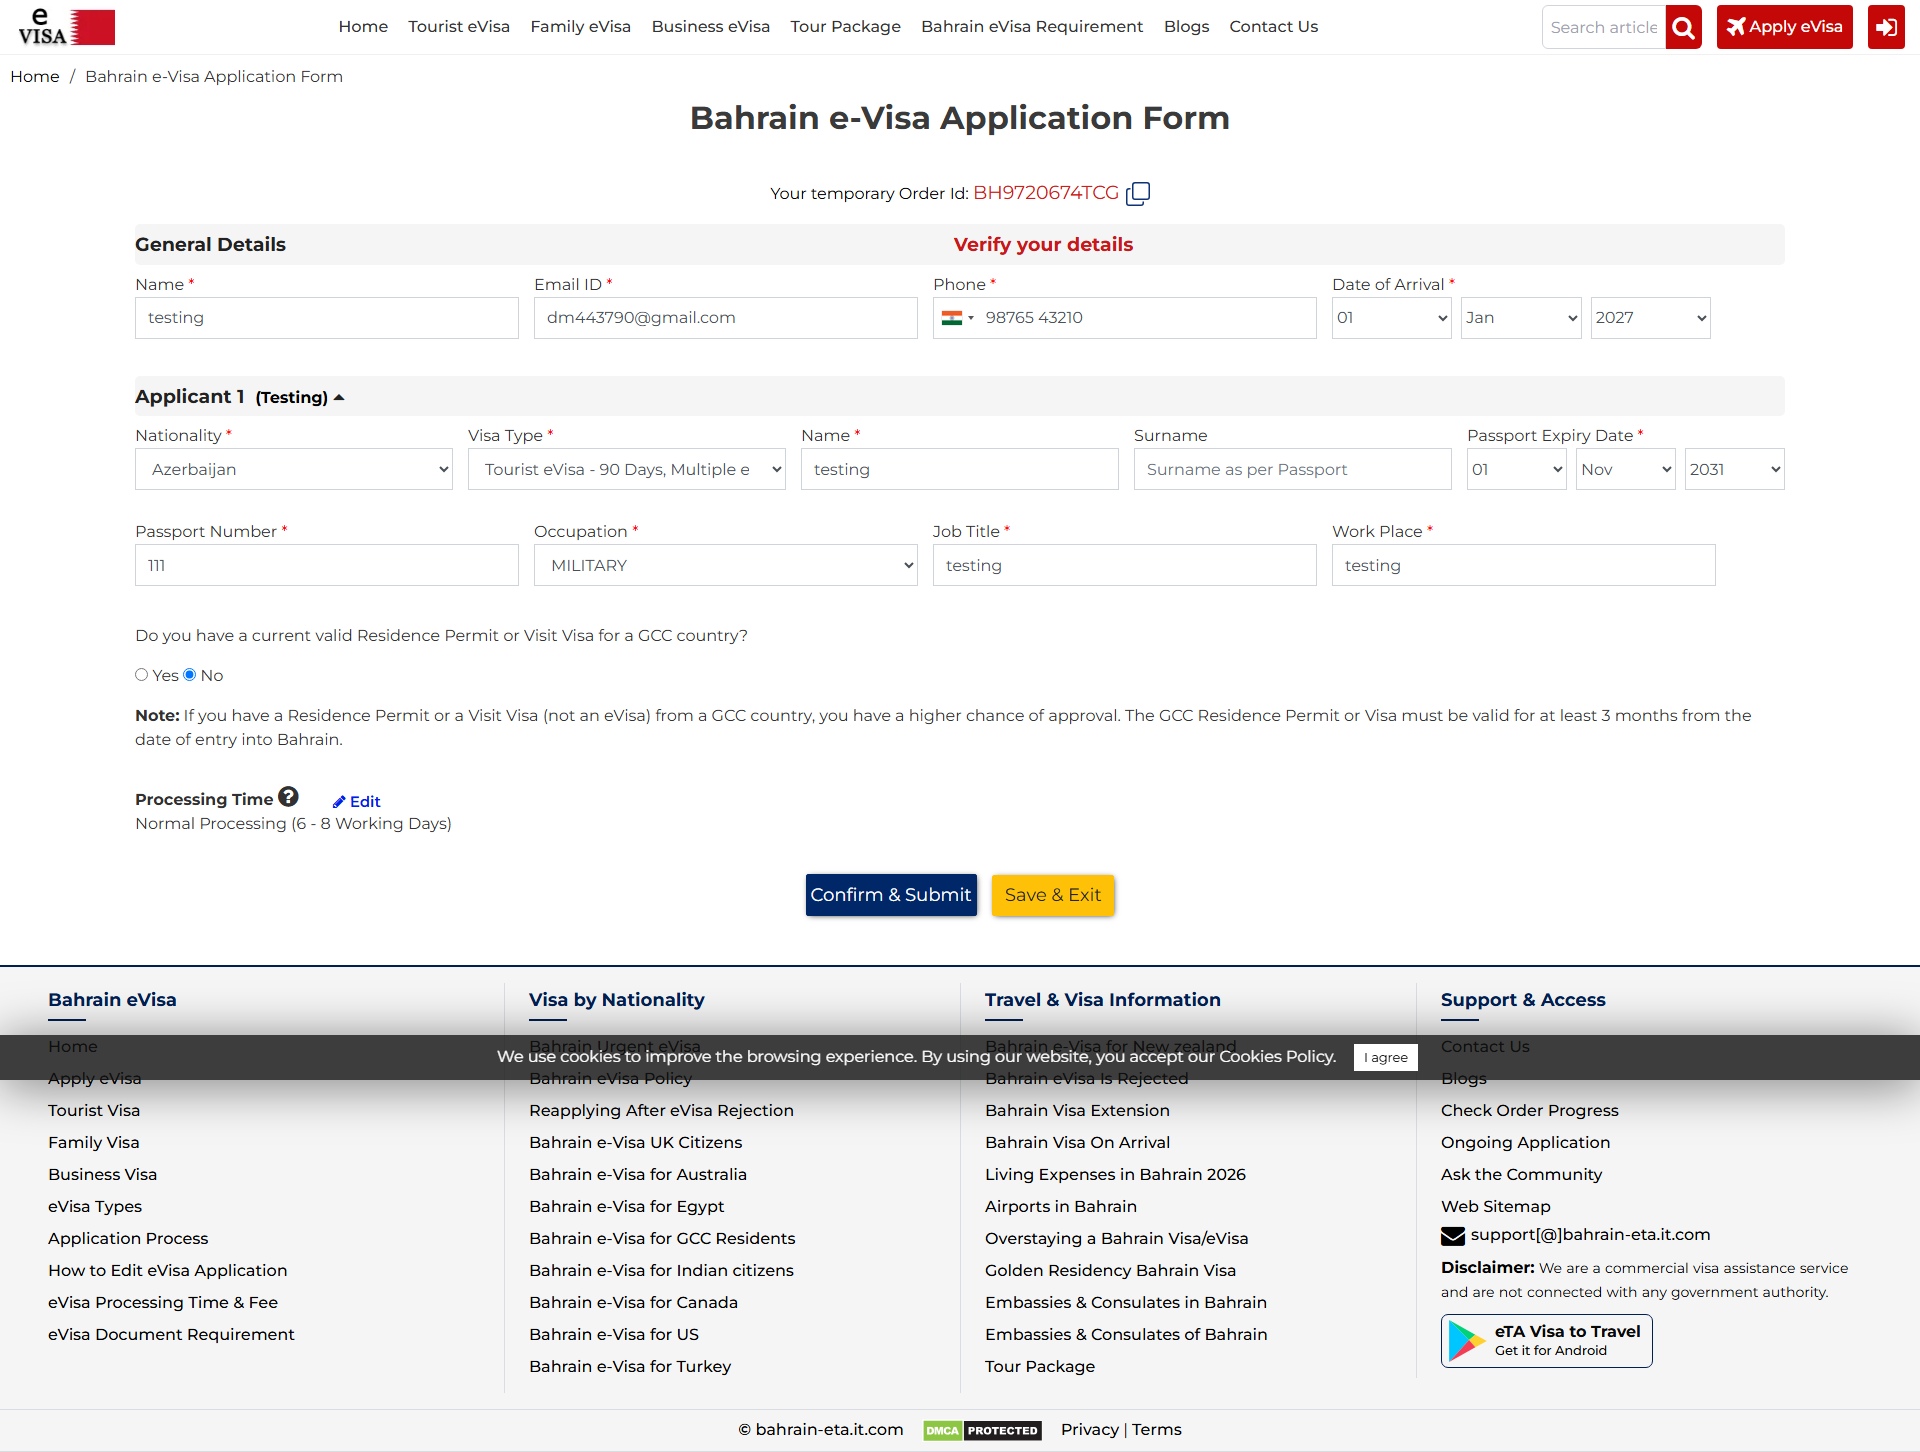 e
VISA
Home Tourist eVisa Family eVisa Business eVisa Tour Package Bahrain eVisa Requirement Blogs Contact Us
Search article
Apply eVisa
Home / Bahrain e-Visa Application Form
Bahrain e-Visa Application Form
Your temporary Order Id: BH9720674TCG
General Details Verify your details
Name * Email ID * Phone * Date of Arrival *
testing dm443790@gmail.com 98765 43210 01 Jan 2027
Applicant 1 (Testing)
Nationality * Visa Type * Name * Surname Passport Expiry Date *
Azerbaijan Tourist eVisa - 90 Days, Multiple e testing Surname as per Passport 01 Nov 2031
Passport Number * Occupation * Job Title * Work Place *
111 MILITARY testing testing
Do you have a current valid Residence Permit or Visit Visa for a GCC country?
Yes No
Note: If you have a Residence Permit or a Visit Visa (not an eVisa) from a GCC country, you have a higher chance of approval. The GCC Residence Permit or Visa must be valid for at least 3 months from the
date of entry into Bahrain.
Processing Time ? Edit
Normal Processing (6 - 8 Working Days)
Confirm & Submit Save & Exit
Bahrain eVisa
Home
Apply eVisa
Tourist Visa
Family Visa
Business Visa
eVisa Types
Application Process
How to Edit eVisa Application
eVisa Processing Time & Fee
eVisa Document Requirement
Visa by Nationality
Bahrain Urgent eVisa
Bahrain eVisa Policy
Reapplying After eVisa Rejection
Bahrain e-Visa UK Citizens
Bahrain e-Visa for Australia
Bahrain e-Visa for Egypt
Bahrain e-Visa for GCC Residents
Bahrain e-Visa for Indian citizens
Bahrain e-Visa for Canada
Bahrain e-Visa for US
Bahrain e-Visa for Turkey
Travel & Visa Information
Bahrain e-Visa for New zealand
Bahrain eVisa Is Rejected
Bahrain Visa Extension
Bahrain Visa On Arrival
Living Expenses in Bahrain 2026
Airports in Bahrain
Overstaying a Bahrain Visa/eVisa
Golden Residency Bahrain Visa
Embassies & Consulates in Bahrain
Embassies & Consulates of Bahrain
Tour Package
Support & Access
Contact Us
Blogs
Check Order Progress
Ongoing Application
Ask the Community
Web Sitemap
support[@]bahrain-eta.it.com
Disclaimer: We are a commercial visa assistance service
and are not connected with any government authority.
eTA Visa to Travel
Get it for Android
We use cookies to improve the browsing experience. By using our website, you accept our Cookies Policy. I agree
© bahrain-eta.it.com DMCA PROTECTED Privacy | Terms